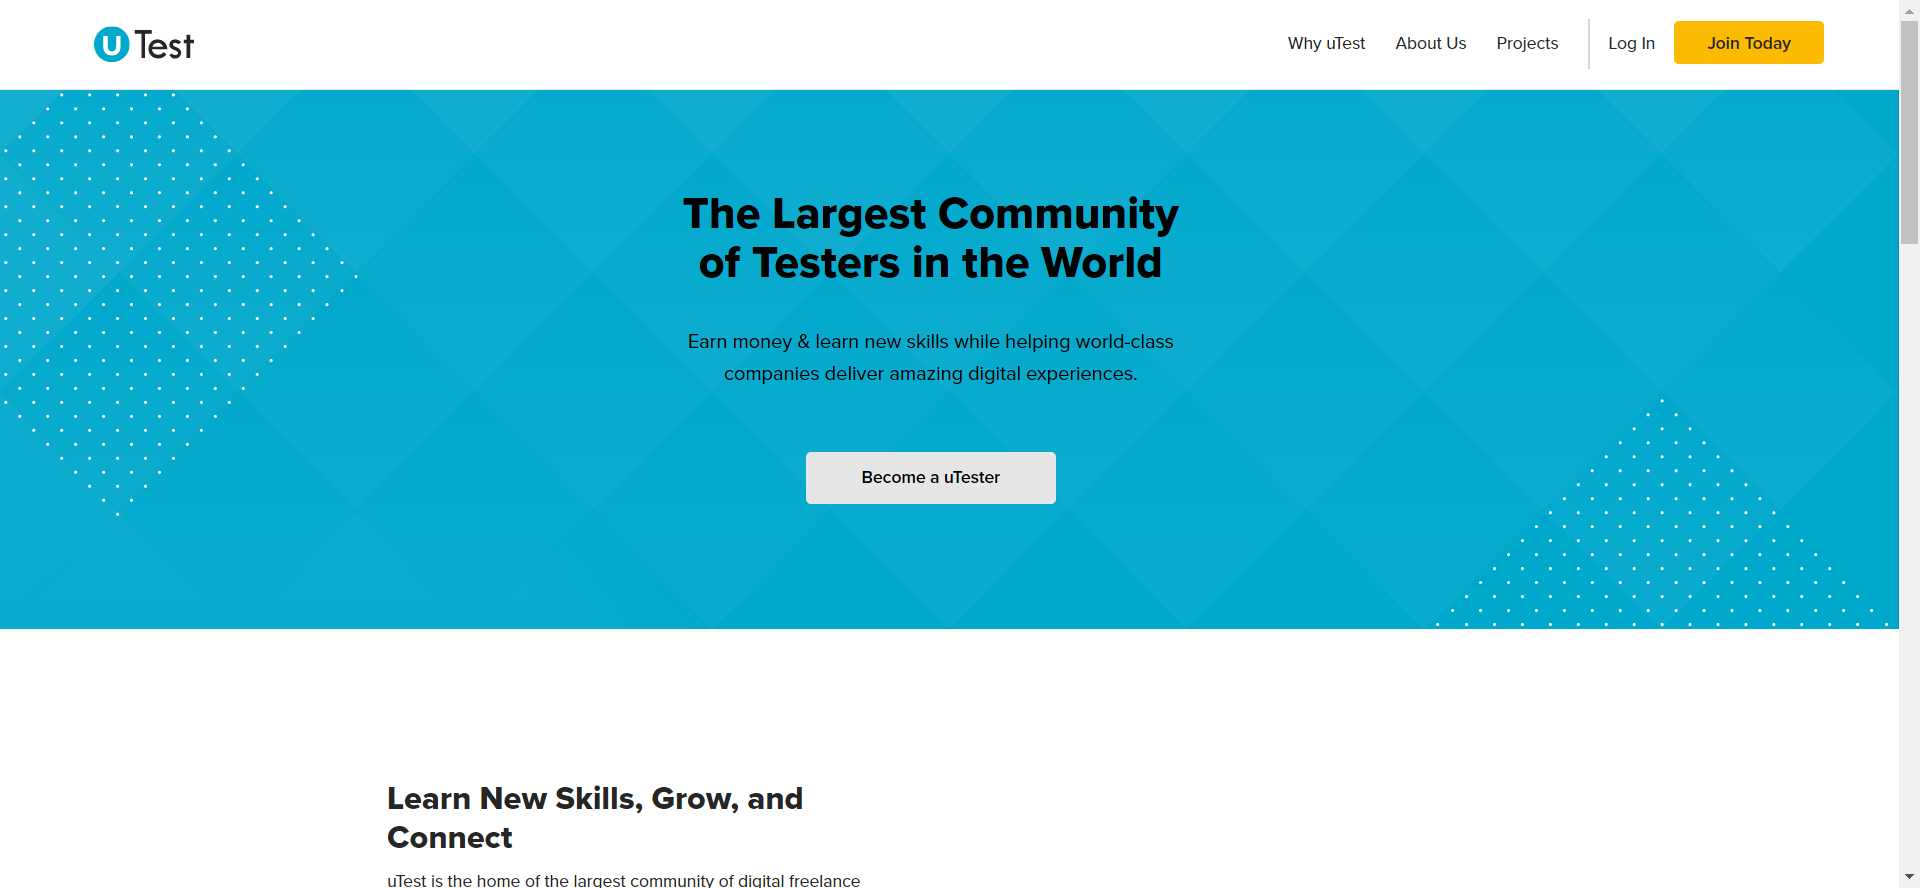 uTest
Why uTest
About Us
Projects
Log In
Join Today
The Largest Community
of Testers in the World
Earn money & learn new skills while helping world-class
companies deliver amazing digital experiences.
Become a uTester
Learn New Skills, Grow, and
Connect
uTest is the home of the largest community of digital freelance